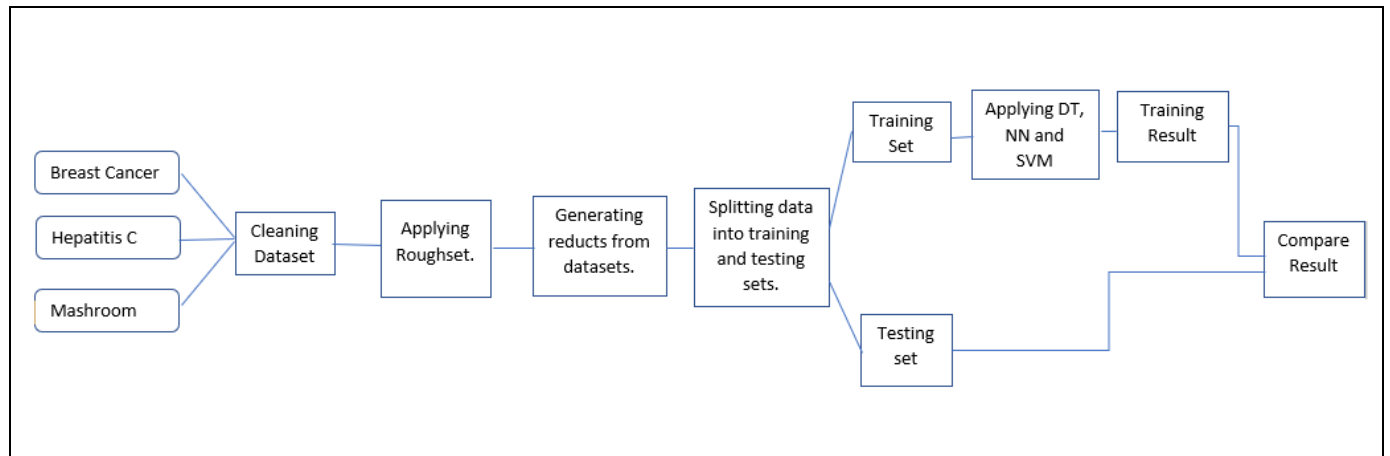 Breast Cancer
Hepatitis C
Mashroom
Cleaning
Dataset
Applying
Roughset.
Generating
reducts from
datasets.
Splitting data
into training
and testing
sets.
Training
Set
Applying DT,
NN and
SVM
Training
Result
Testing
set
Compare
Result